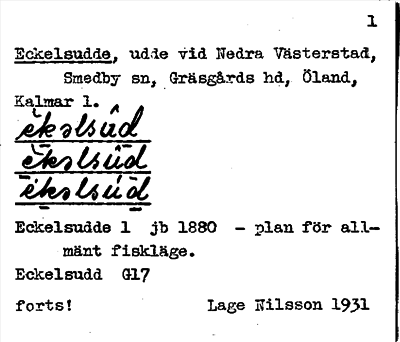 1
Eckelsudde, udde vid Nedra Västerstad,
Smedby sn, Gräsgårds hd, Öland,
Kalmar l.
Eckelsudde 1 jb 1880 - plan för all-
mänt fiskläge.
Eckelsudd G17
forts! Lage Nilsson 1931